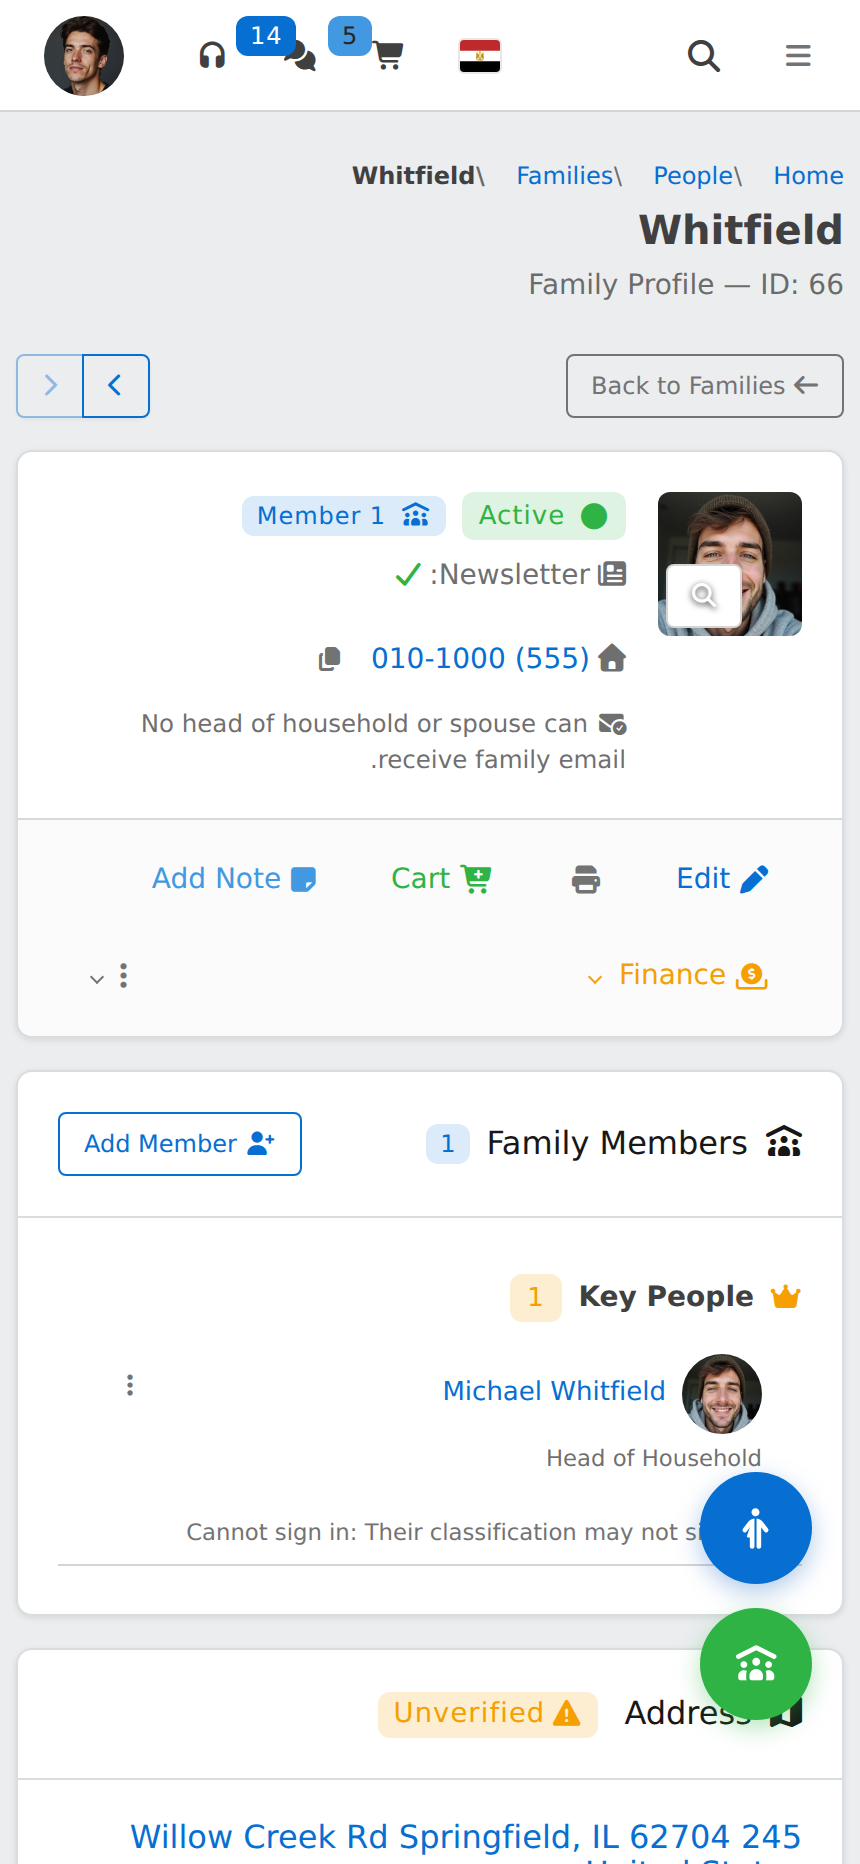 14
5
Home
People\
Families\
Whitfield\
Whitfield
Family Profile — ID: 66
Back to Families
Active
Member 1
Newsletter:
(555) 010-1000
No head of household or spouse can
receive family email.
Edit
Cart
Add Note
Finance
Family Members 1
Add Member
Key People 1
Michael Whitfield
Head of Household
Cannot sign in: Their classification may not
Address
Unverified
245 Willow Creek Rd Springfield, IL 62704